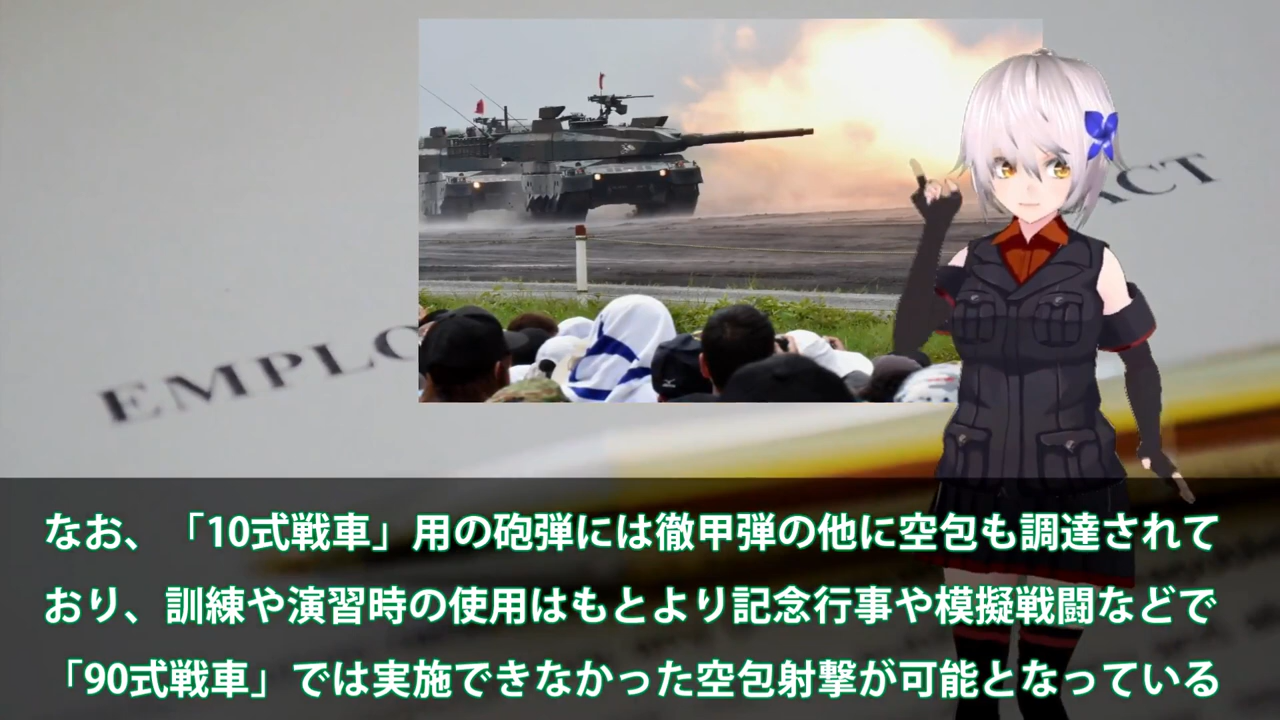 EMPLO
ACT
なお、「10式戦車」用の砲弾には徹甲弾の他に空包も調達されて
おり、訓練や演習時の使用はもとより記念行事や模擬戦闘などで
「90式戦車」では実施できなかった空包射撃が可能となっている